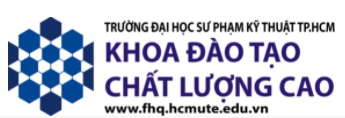 TRƯỜNG ĐẠI HỌC SƯ PHẠM KỸ THUẬT TP.HCM
KHOA ĐÀO TẠO
CHẤT LƯỢNG CAO
www.fhq.hcmute.edu.vn